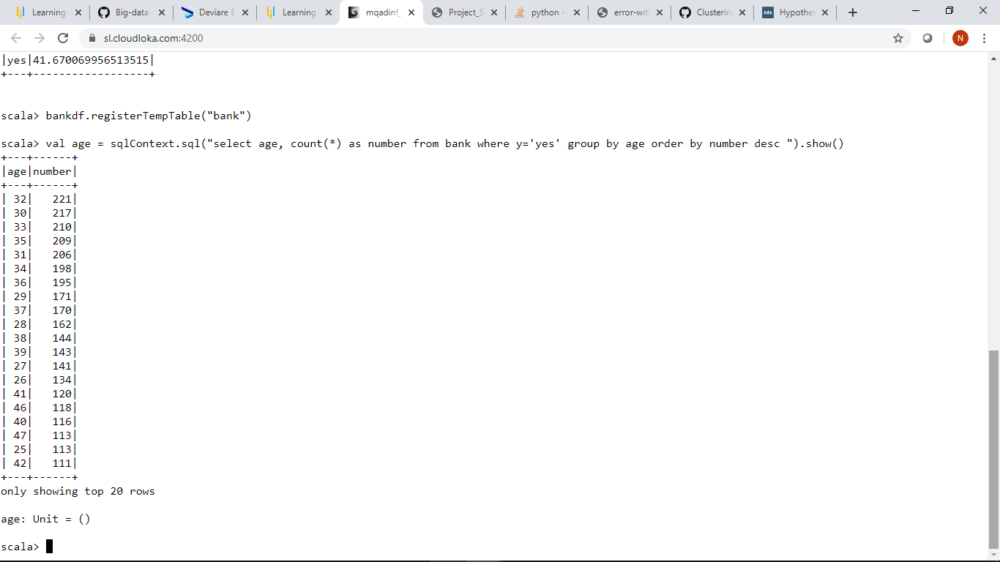 Learning
Big-data-
Deviare E
Learning
mqadinf_
Project_S
python -
error-wit
Clustering
Hypothes
sl.cloudloka.com:4200
N
|yes|41.670069956513515|
+---+------------------+
scala> bankdf.registerTempTable("bank")
scala> val age = sqlContext.sql("select age, count(*) as number from bank where y='yes' group by age order by number desc ").show()
+---+------+
|age|number|
+---+------+
| 32|   221|
| 30|   217|
| 33|   210|
| 35|   209|
| 31|   206|
| 34|   198|
| 36|   195|
| 29|   171|
| 37|   170|
| 28|   162|
| 38|   144|
| 39|   143|
| 27|   141|
| 26|   134|
| 41|   120|
| 46|   118|
| 40|   116|
| 47|   113|
| 25|   113|
| 42|   111|
+---+------+
only showing top 20 rows
age: Unit = ()
scala>